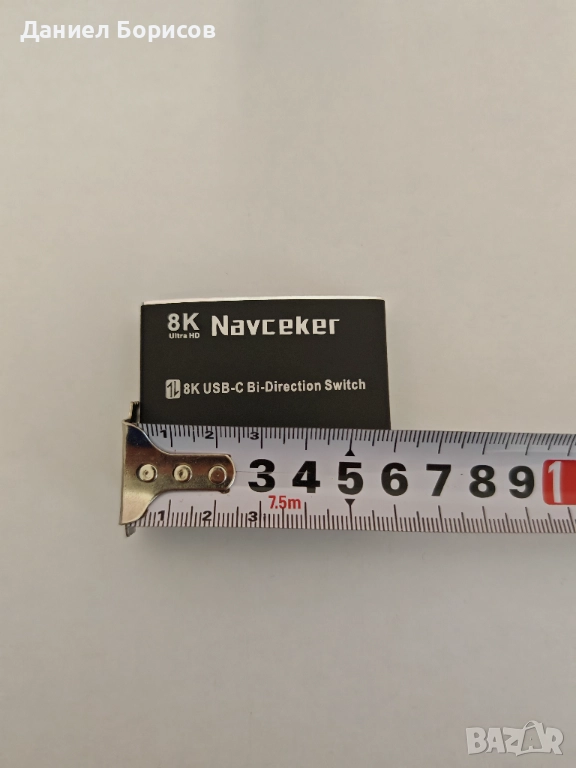 Даниел Борисов
8K Navceker
Ultra HD
8K USB-C Bi-Direction Switch
1 2 3
3 4 5 6 7 8 9 1
7.5m
1 2 3
BAZAR